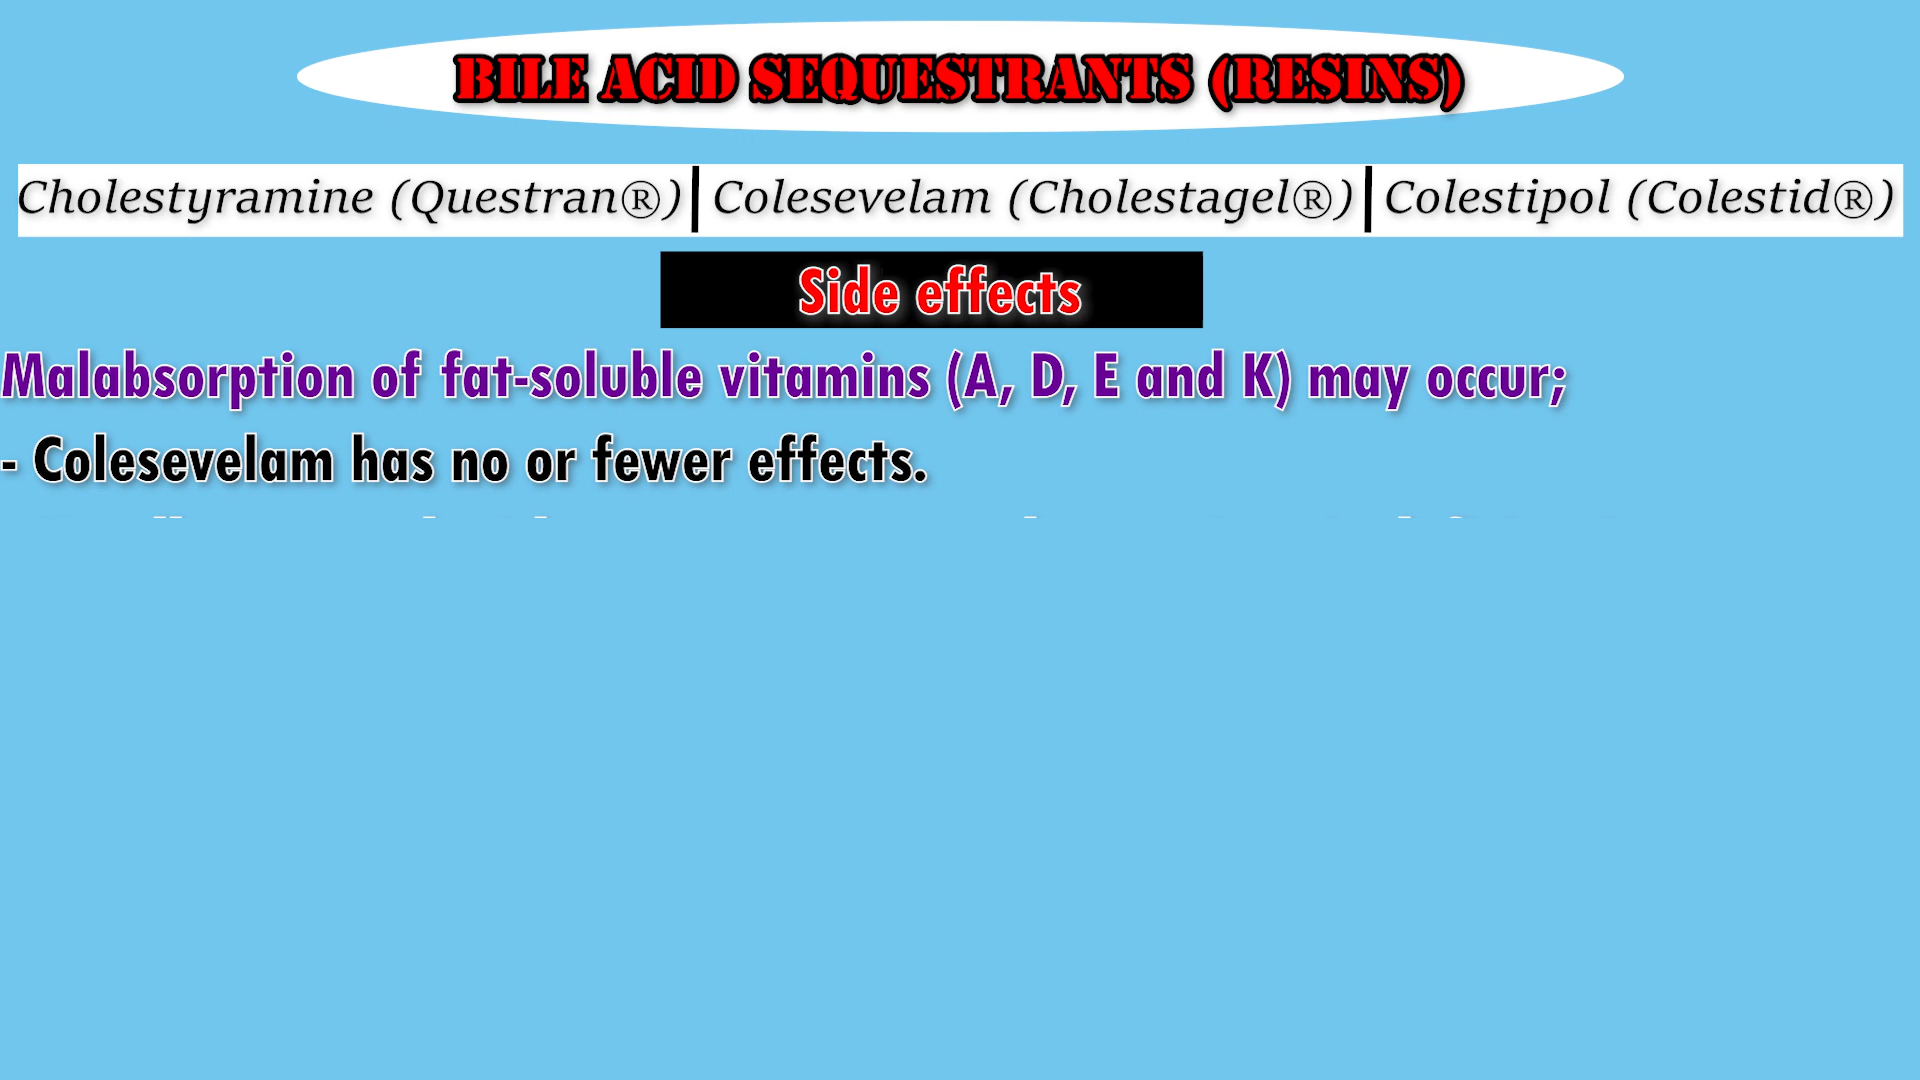 BILE ACID SEQUESTRANTS (RESINS)
Cholestyramine (Questran®)| Colesevelam (Cholestagel®)| Colestipol (Colestid®)
Side effects
Malabsorption of fat-soluble vitamins (A, D, E and K) may occur;
- Colesevelam has no or fewer effects.